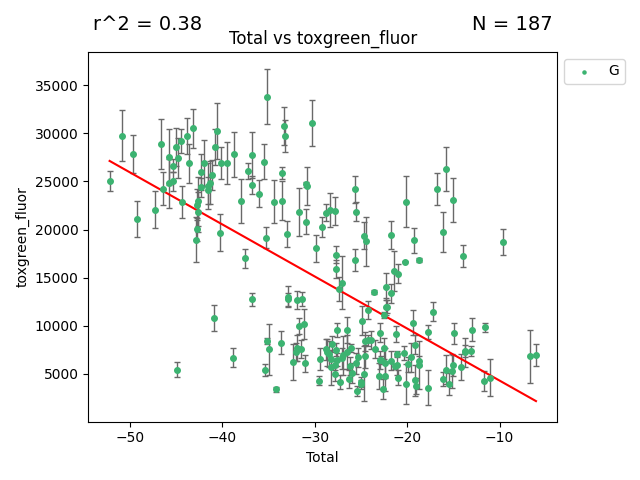 r^2 = 0.38
N = 187
Total vs toxgreen_fluor
G
35000
30000
25000
20000
15000
10000
5000
toxgreen_fluor
−50
−40
−30
−20
−10
Total